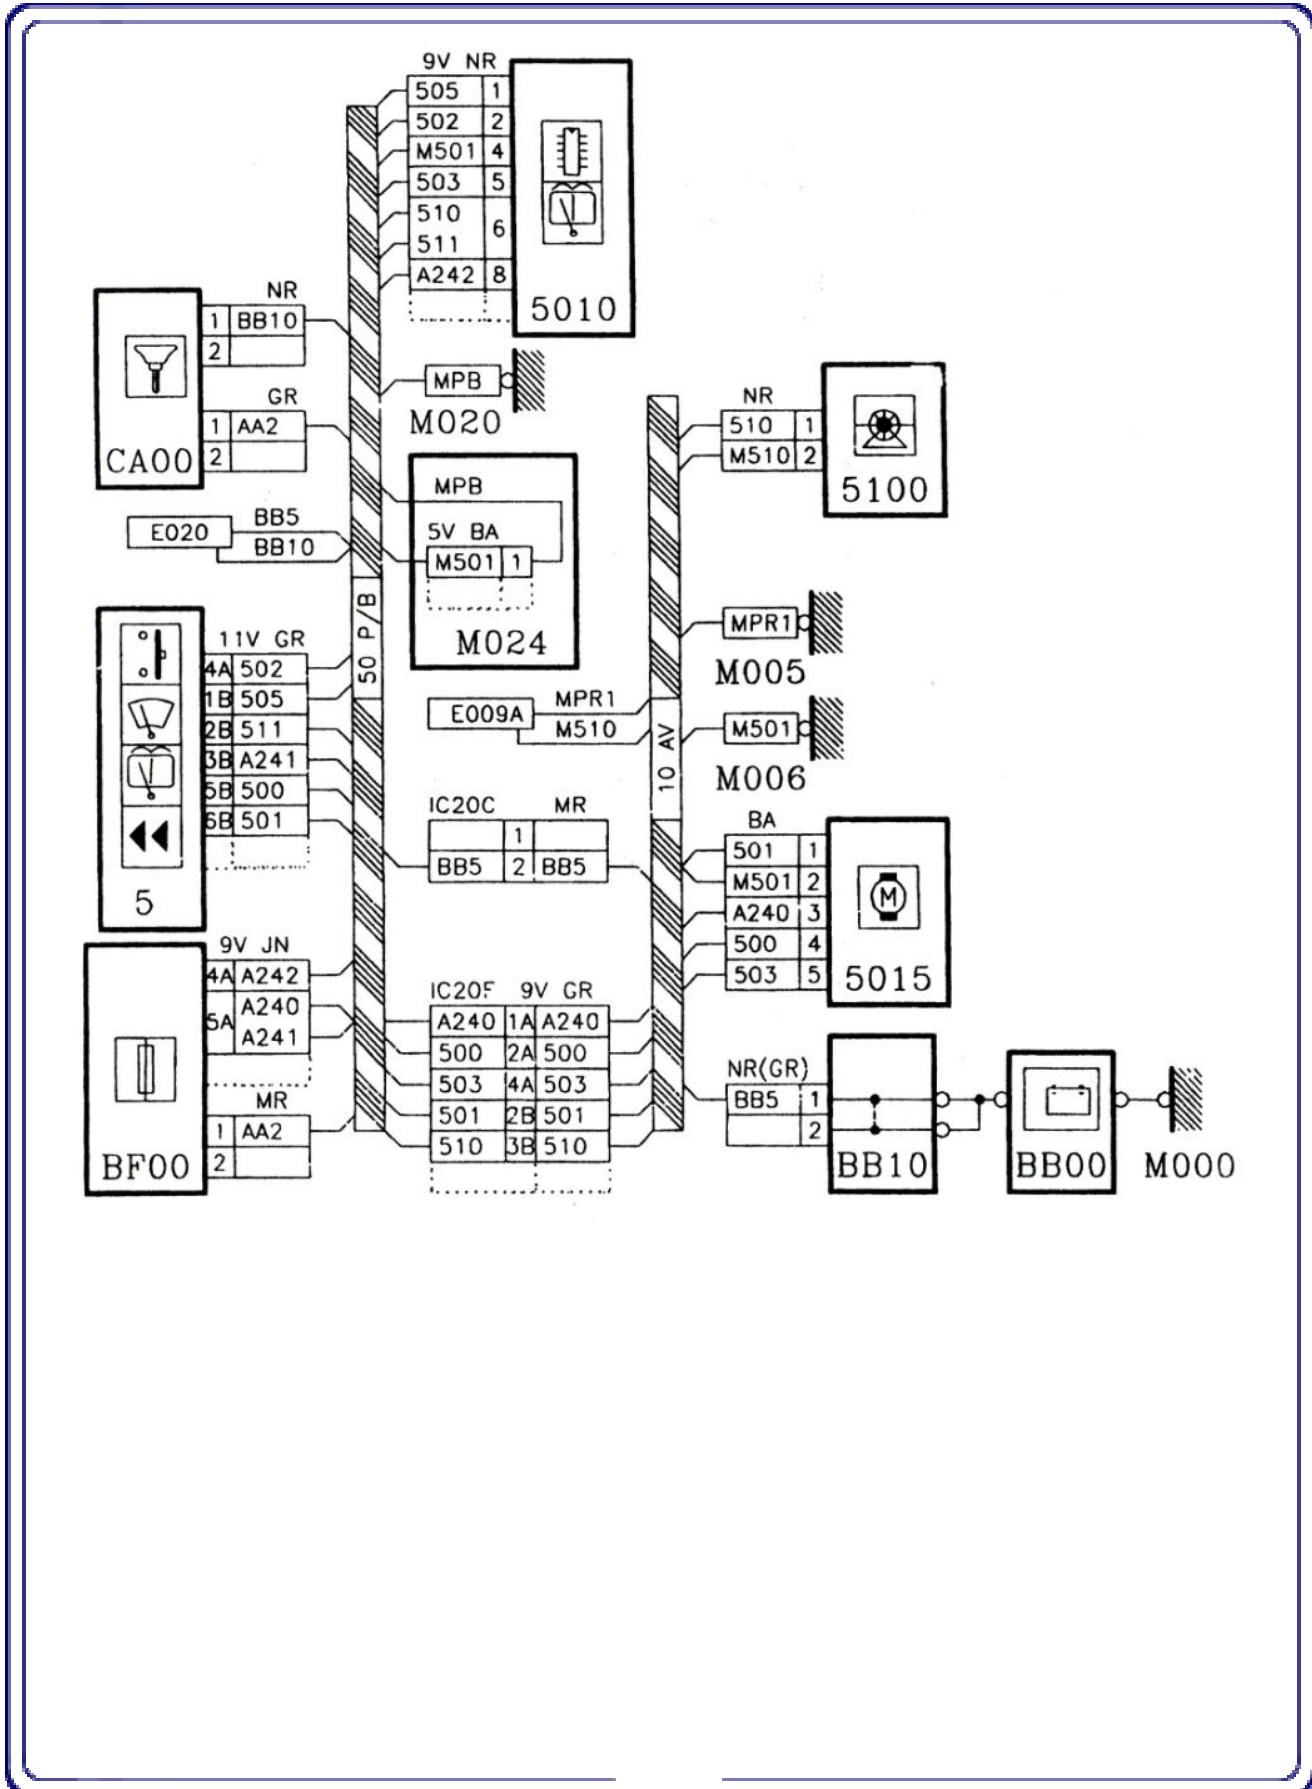 9V NR
505 1
502 2
M501 4
503 5
510
6
511
A242 8
5010
NR
1 BB10
2
GR
1 AA2
2
CA00
MPB
M020
E020
BB5
BB10
MPB
5V BA
M501 1
M024
50 P/B
11V GR
4A 502
1B 505
2B 511
3B A241
5B 500
6B 501
5
9V JN
4A A242
5A A240
A241
MR
1 AA2
2
BF00
NR
510 1
M510 2
5100
MPR1
M005
E009A
MPR1
M510
M501
M006
10 AV
IC20C MR
1
BB5 2 BB5
BA
501 1
M501 2
A240 3
500 4
503 5
M
5015
IC20F 9V GR
A240 1A A240
500 2A 500
503 4A 503
501 2B 501
510 3B 510
NR(GR)
BB5 1
2
BB10
BB00
M000